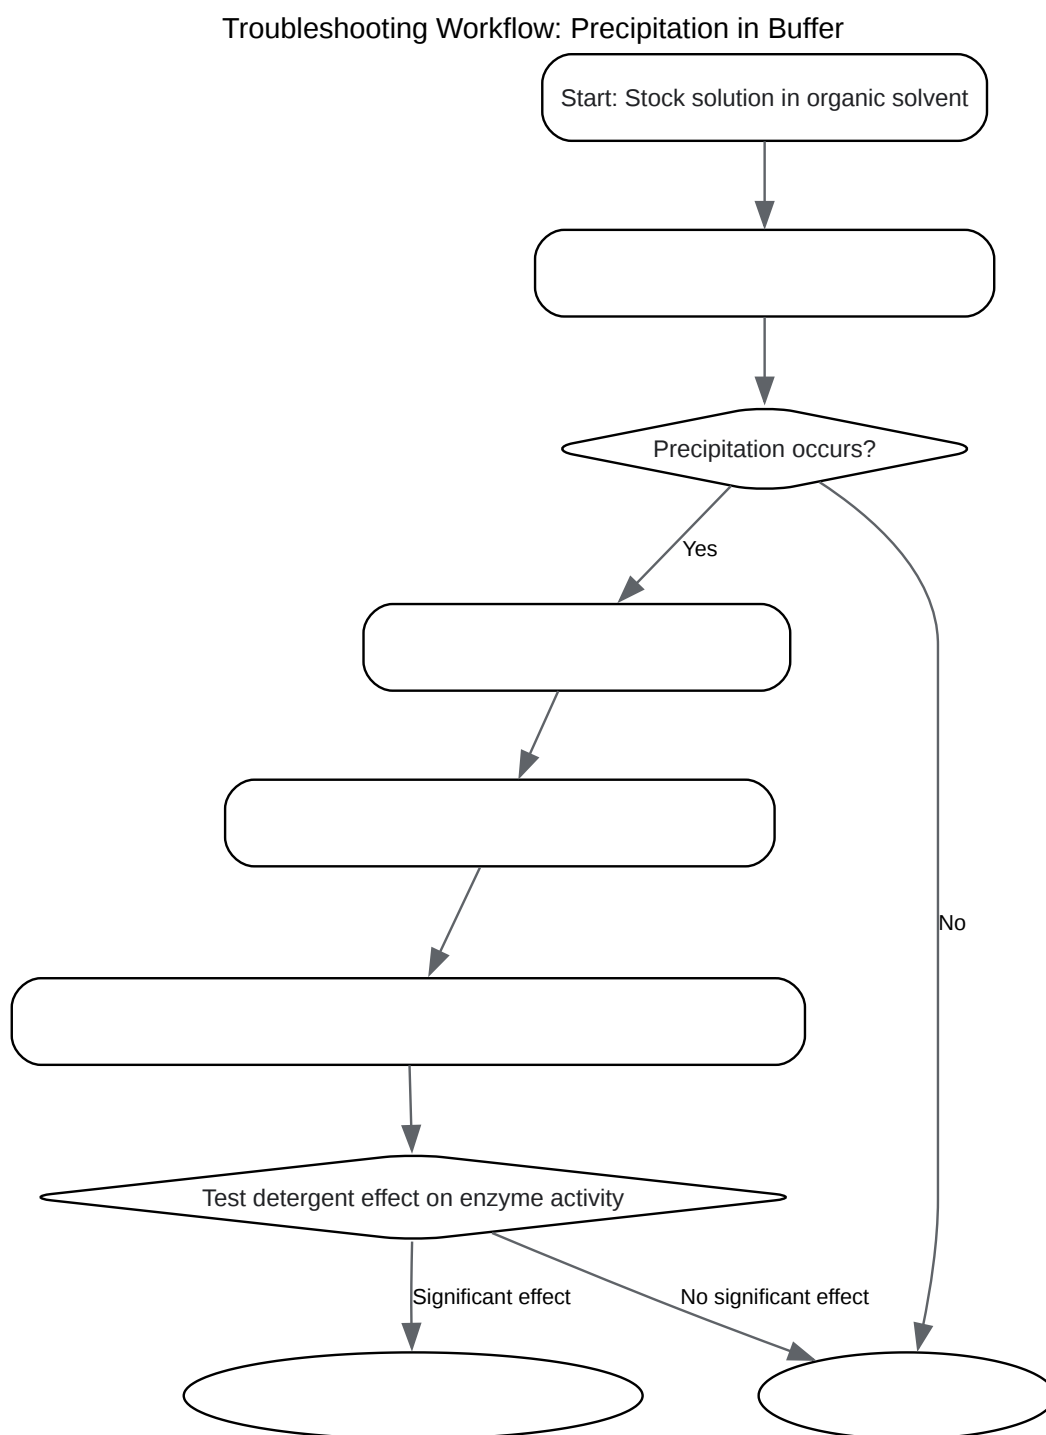 Troubleshooting Workflow: Precipitation in Buffer
Start: Stock solution in organic solvent
Precipitation occurs?
Yes
No
Test detergent effect on enzyme activity
Significant effect
No significant effect